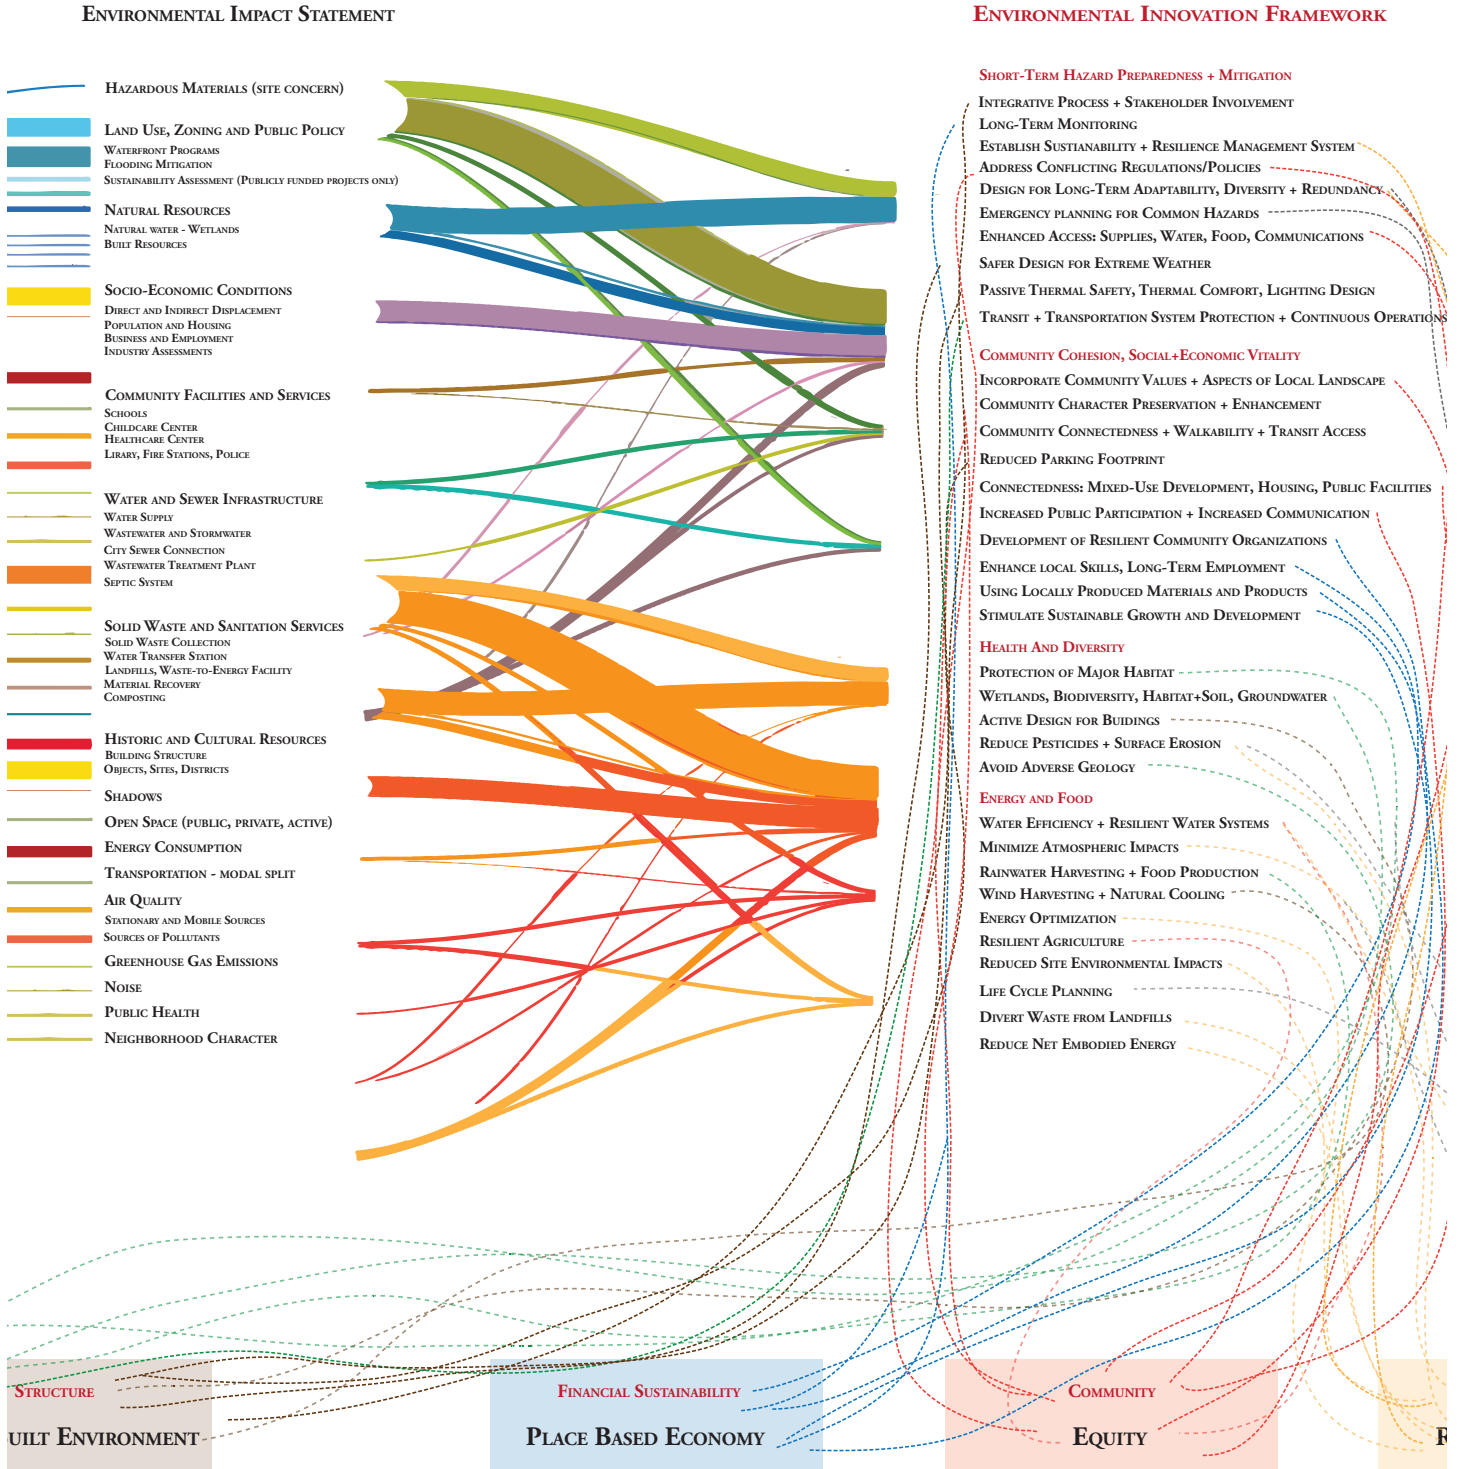 Environmental Impact Statement
Hazardous Materials (site concern)
Land Use, Zoning and Public Policy
Waterfront Programs
Flooding Mitigation
Sustainability Assessment (Publicly funded projects only)
Natural Resources
Natural water - Wetlands
Built Resources
Socio-Economic Conditions
Direct and Indirect Displacement
Population and Housing
Business and Employment
Industry Assessments
Community Facilities and Services
Schools
Childcare Center
Healthcare Center
Lirary, Fire Stations, Police
Water and Sewer Infrastructure
Water Supply
Wastewater and Stormwater
City Sewer Connection
Wastewater Treatment Plant
Septic System
Solid Waste and Sanitation Services
Solid Waste Collection
Water Transfer Station
Landfills, Waste-to-Energy Facility
Material Recovery
Composting
Historic and Cultural Resources
Building Structure
Objects, Sites, Districts
Shadows
Open Space (public, private, active)
Energy Consumption
Transportation - modal split
Air Quality
Stationary and Mobile Sources
Sources of Pollutants
Greenhouse Gas Emissions
Noise
Public Health
Neighborhood Character
Environmental Innovation Framework
Short-Term Hazard Preparedness + Mitigation
Integrative Process + Stakeholder Involvement
Long-Term Monitoring
Establish Sustianability + Resilience Management System
Address Conflicting Regulations/Policies
Design for Long-Term Adaptability, Diversity + Redundancy
Emergency planning for Common Hazards
Enhanced Access: Supplies, Water, Food, Communications
Safer Design for Extreme Weather
Passive Thermal Safety, Thermal Comfort, Lighting Design
Transit + Transportation System Protection + Continuous Operations
Community Cohesion, Social+Economic Vitality
Incorporate Community Values + Aspects of Local Landscape
Community Character Preservation + Enhancement
Community Connectedness + Walkability + Transit Access
Reduced Parking Footprint
Connectedness: Mixed-Use Development, Housing, Public Facilities
Increased Public Participation + Increased Communication
Development of Resilient Community Organizations
Enhance local Skills, Long-Term Employment
Using Locally Produced Materials and Products
Stimulate Sustainable Growth and Development
Health And Diversity
Protection of Major Habitat
Wetlands, Biodiversity, Habitat+Soil, Groundwater
Active Design for Buidings
Reduce Pesticides + Surface Erosion
Avoid Adverse Geology
Energy and Food
Water Efficiency + Resilient Water Systems
Minimize Atmospheric Impacts
Rainwater Harvesting + Food Production
Wind Harvesting + Natural Cooling
Energy Optimization
Resilient Agriculture
Reduced Site Environmental Impacts
Life Cycle Planning
Divert Waste from Landfills
Reduce Net Embodied Energy
Structure
uilt Environment
Financial Sustainability
Place Based Economy
Community
Equity
R